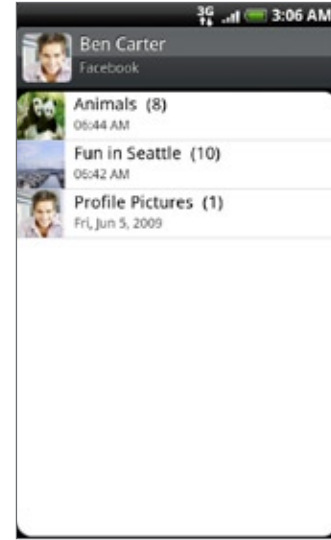 3G 3:06 AM
Ben Carter
Facebook
Animals (8)
06:44 AM
Fun in Seattle (10)
06:42 AM
Profile Pictures (1)
Fri, Jun 5, 2009